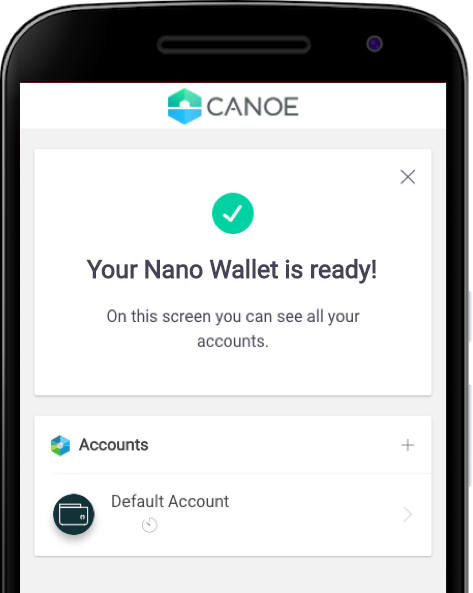 CANOE
Your Nano Wallet is ready!
On this screen you can see all your
accounts.
Accounts
Default Account